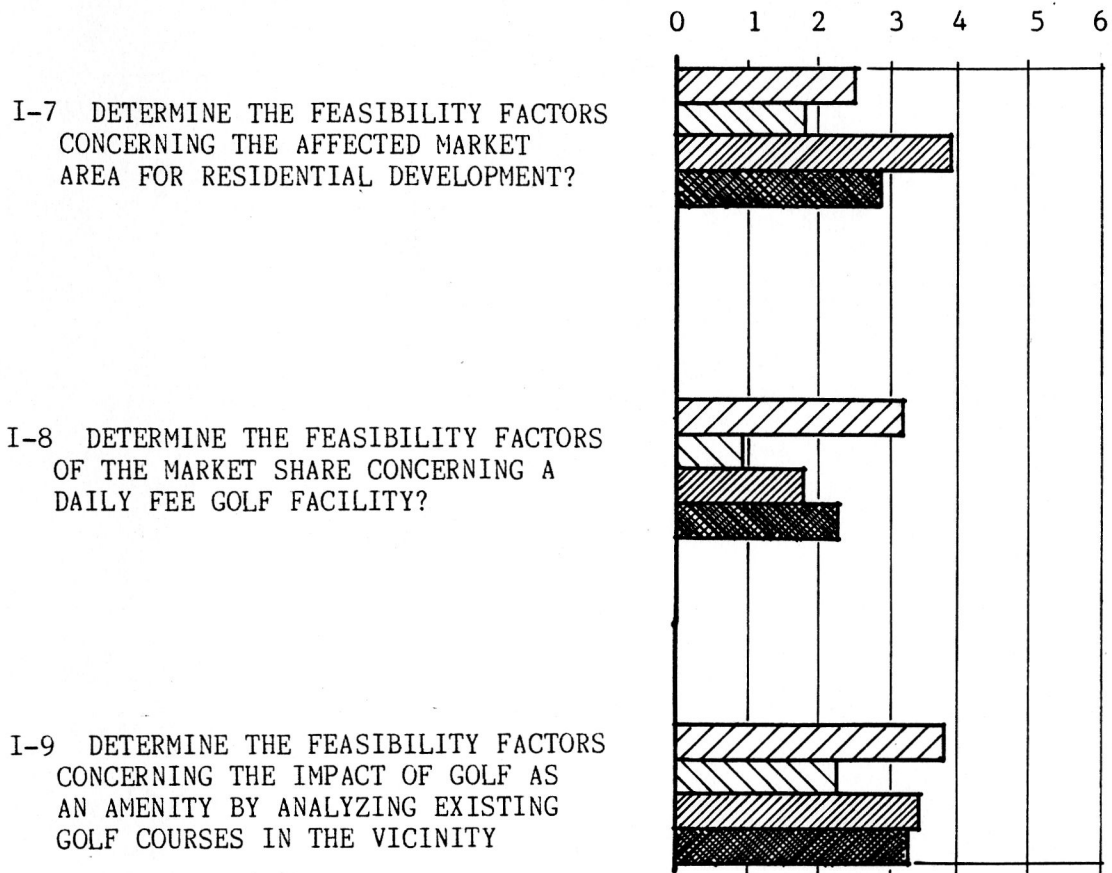 0 1 2 3 4 5 6
I-7 DETERMINE THE FEASIBILITY FACTORS
CONCERNING THE AFFECTED MARKET
AREA FOR RESIDENTIAL DEVELOPMENT?
I-8 DETERMINE THE FEASIBILITY FACTORS
OF THE MARKET SHARE CONCERNING A
DAILY FEE GOLF FACILITY?
I-9 DETERMINE THE FEASIBILITY FACTORS
CONCERNING THE IMPACT OF GOLF AS
AN AMENITY BY ANALYZING EXISTING
GOLF COURSES IN THE VICINITY